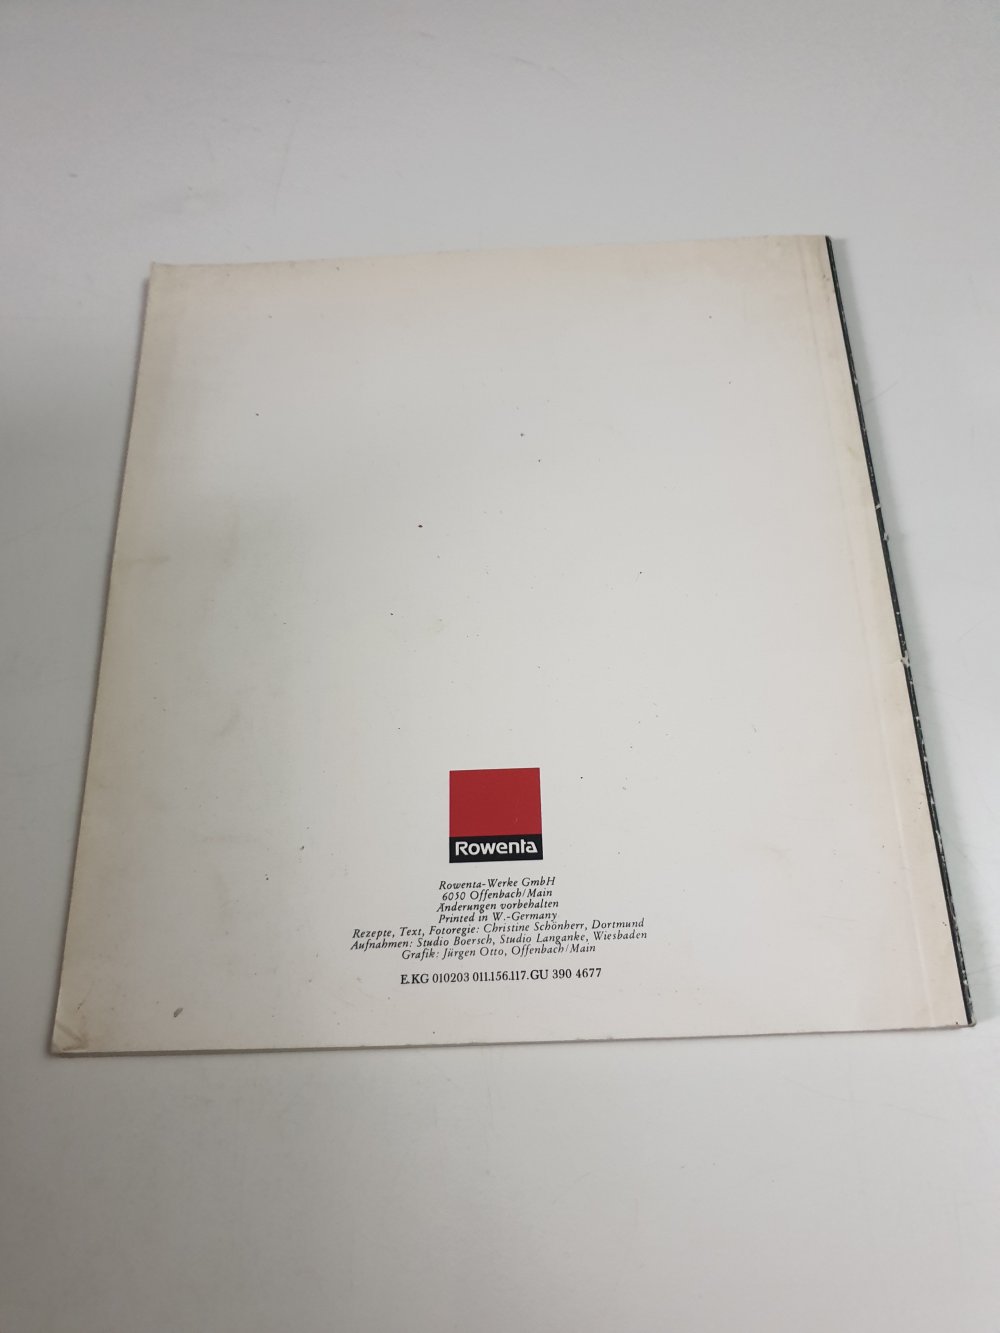 Rowenta
Rowenta-Werke GmbH
6050 Offenbach/Main
Änderungen vorbehalten
Printed in W.-Germany
Rezepte, Text, Fotoregie: Christine Schönherr, Dortmund
Aufnahmen: Studio Boersch, Studio Langanke, Wiesbaden
Grafik: Jürgen Otto, Offenbach/Main
E.KG 010203 011.156.117.GU 390 4677